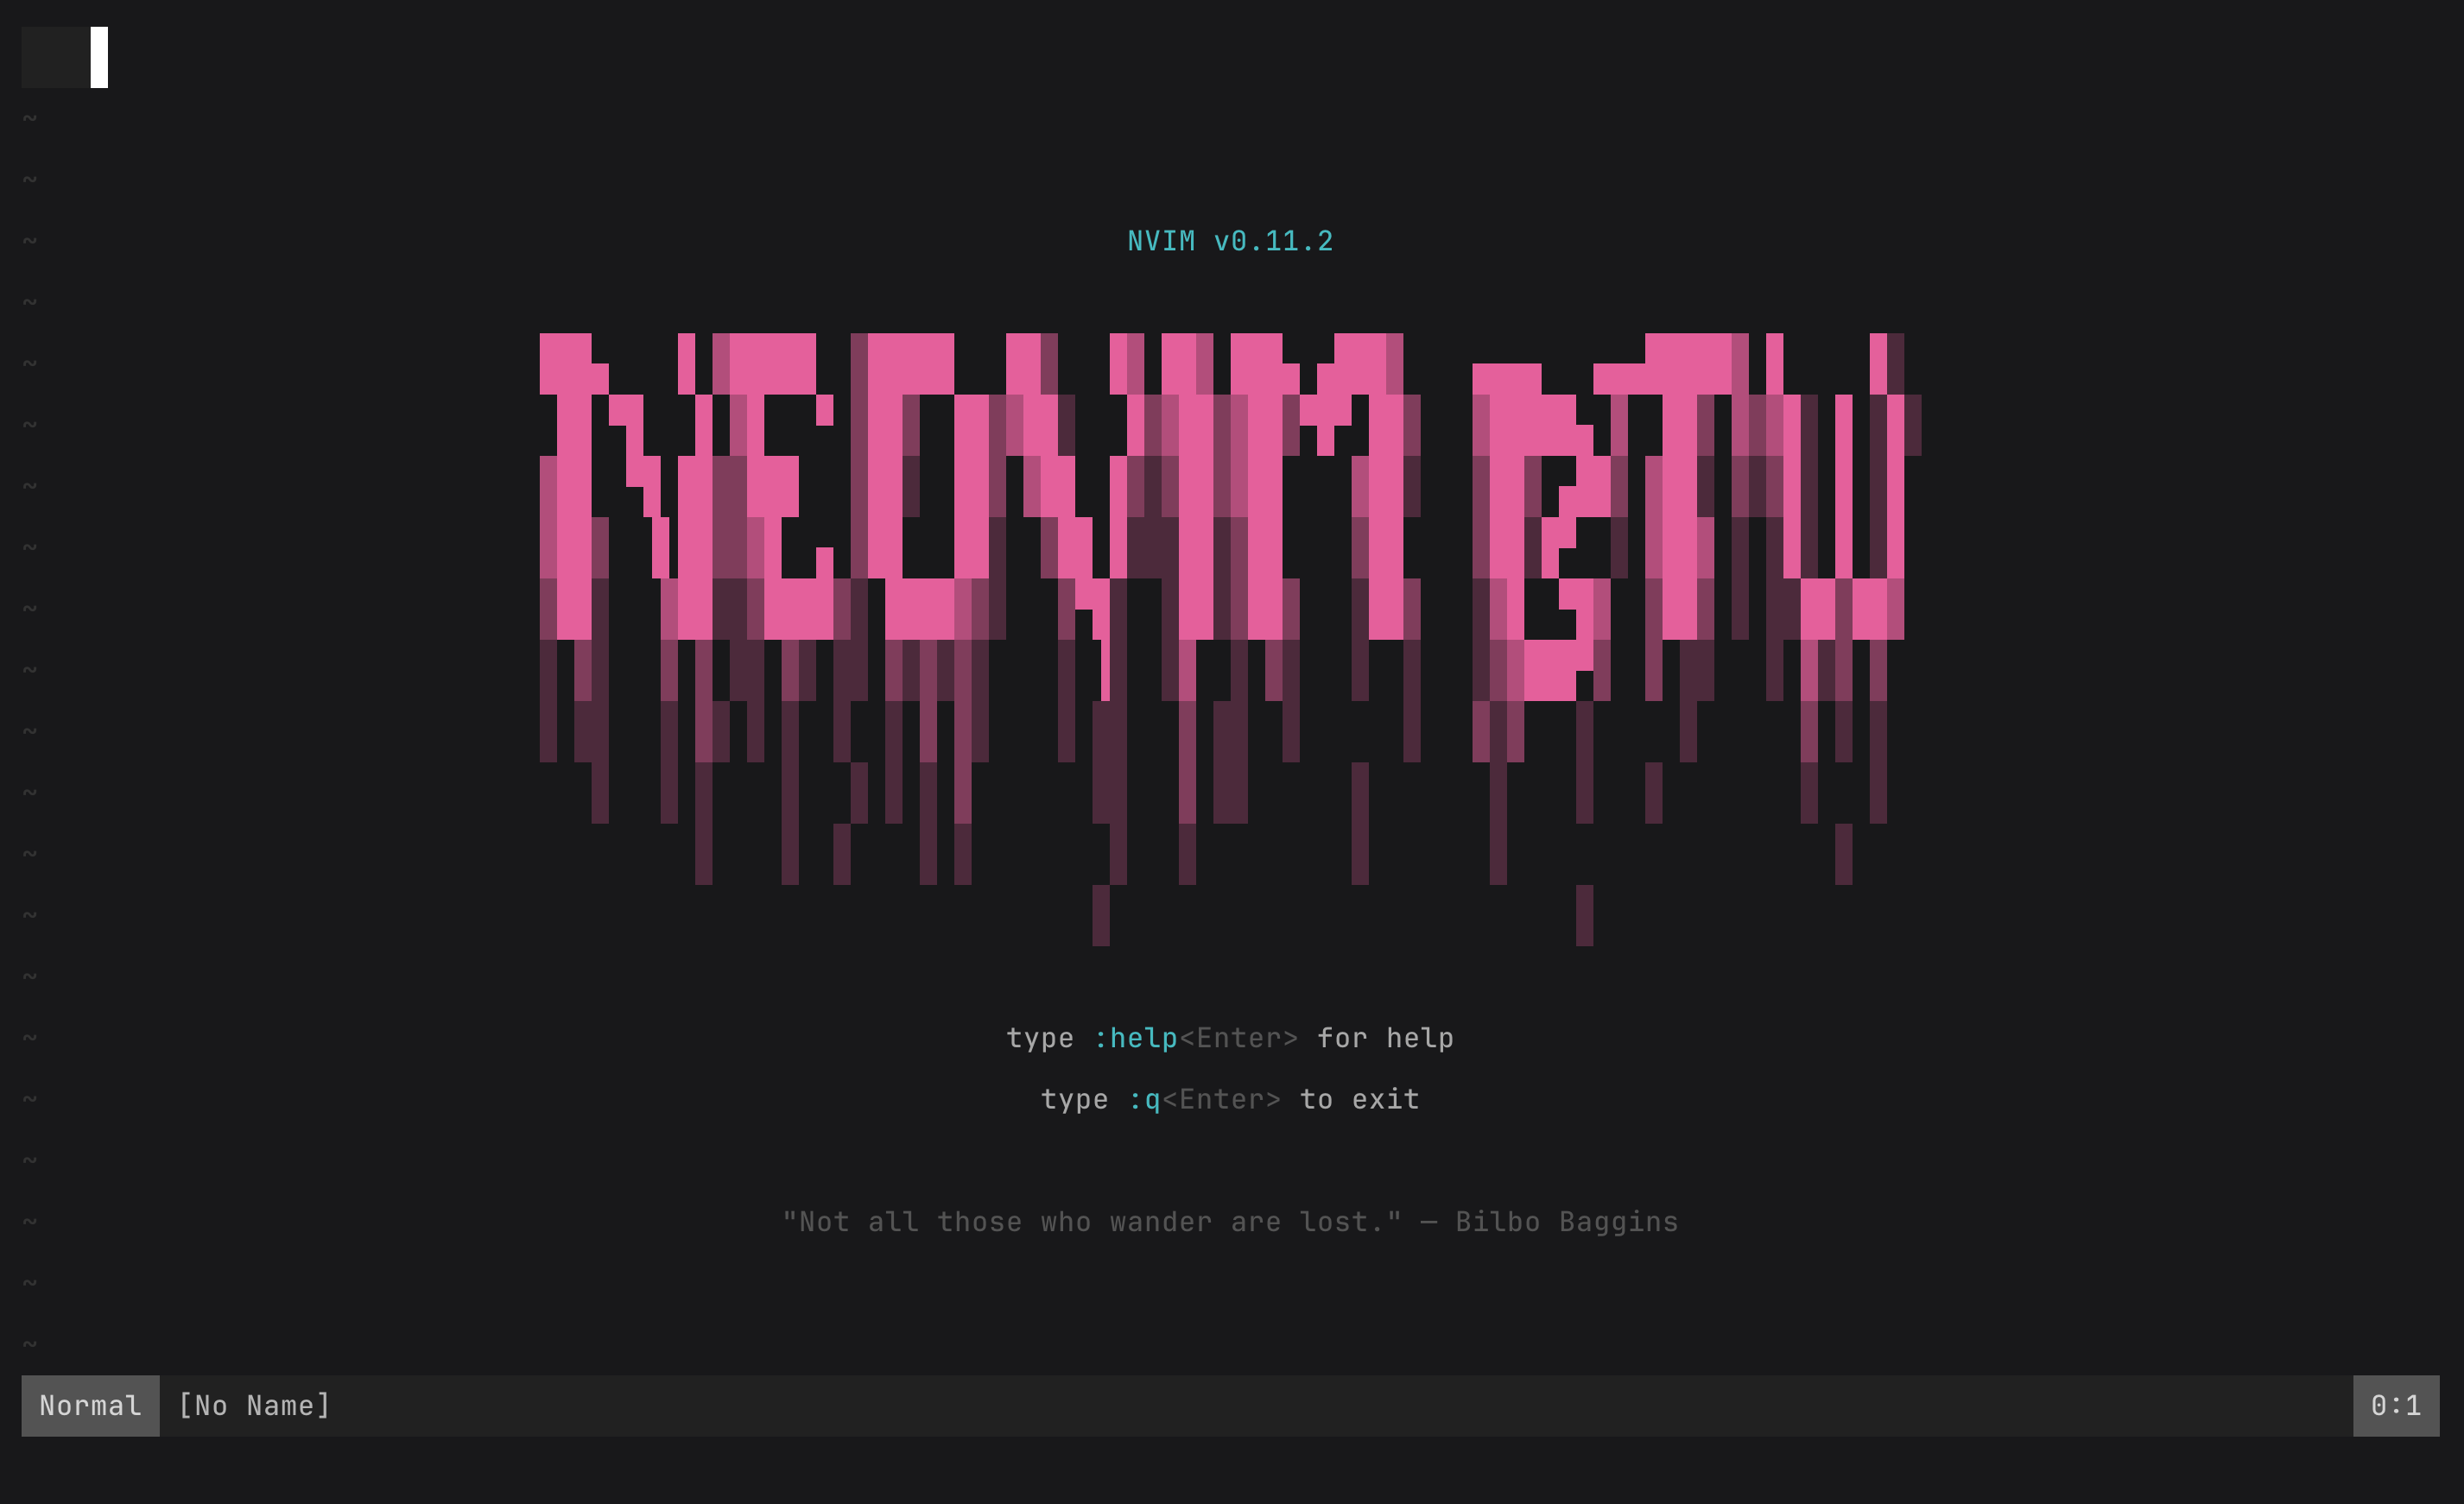 NVIM v0.11.2
NEOVIM BTW
type :help<Enter> for help
type :q<Enter> to exit
"Not all those who wander are lost." — Bilbo Baggins
Normal [No Name] 0:1